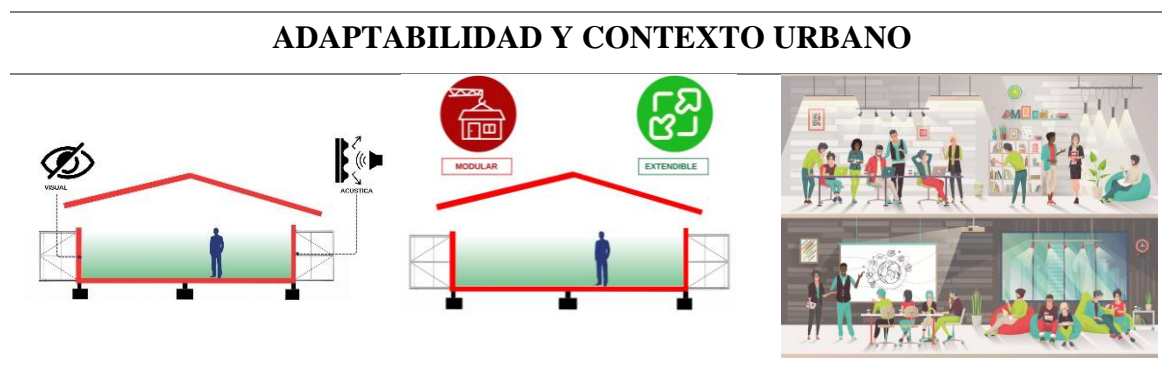 ADAPTABILIDAD Y CONTEXTO URBANO
VISUAL
ACUSTICA
MODULAR
EXTENDIBLE